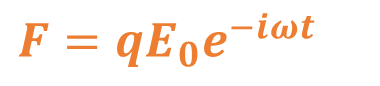 F = qE₀e^{-iωt}